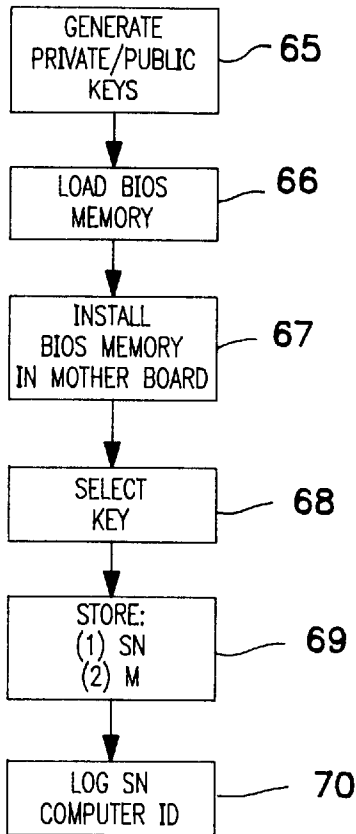 GENERATE
PRIVATE/PUBLIC
KEYS
65
LOAD BIOS
MEMORY
66
INSTALL
BIOS MEMORY
IN MOTHER BOARD
67
SELECT
KEY
68
STORE:
(1) SN
(2) M
69
LOG SN
COMPUTER ID
70